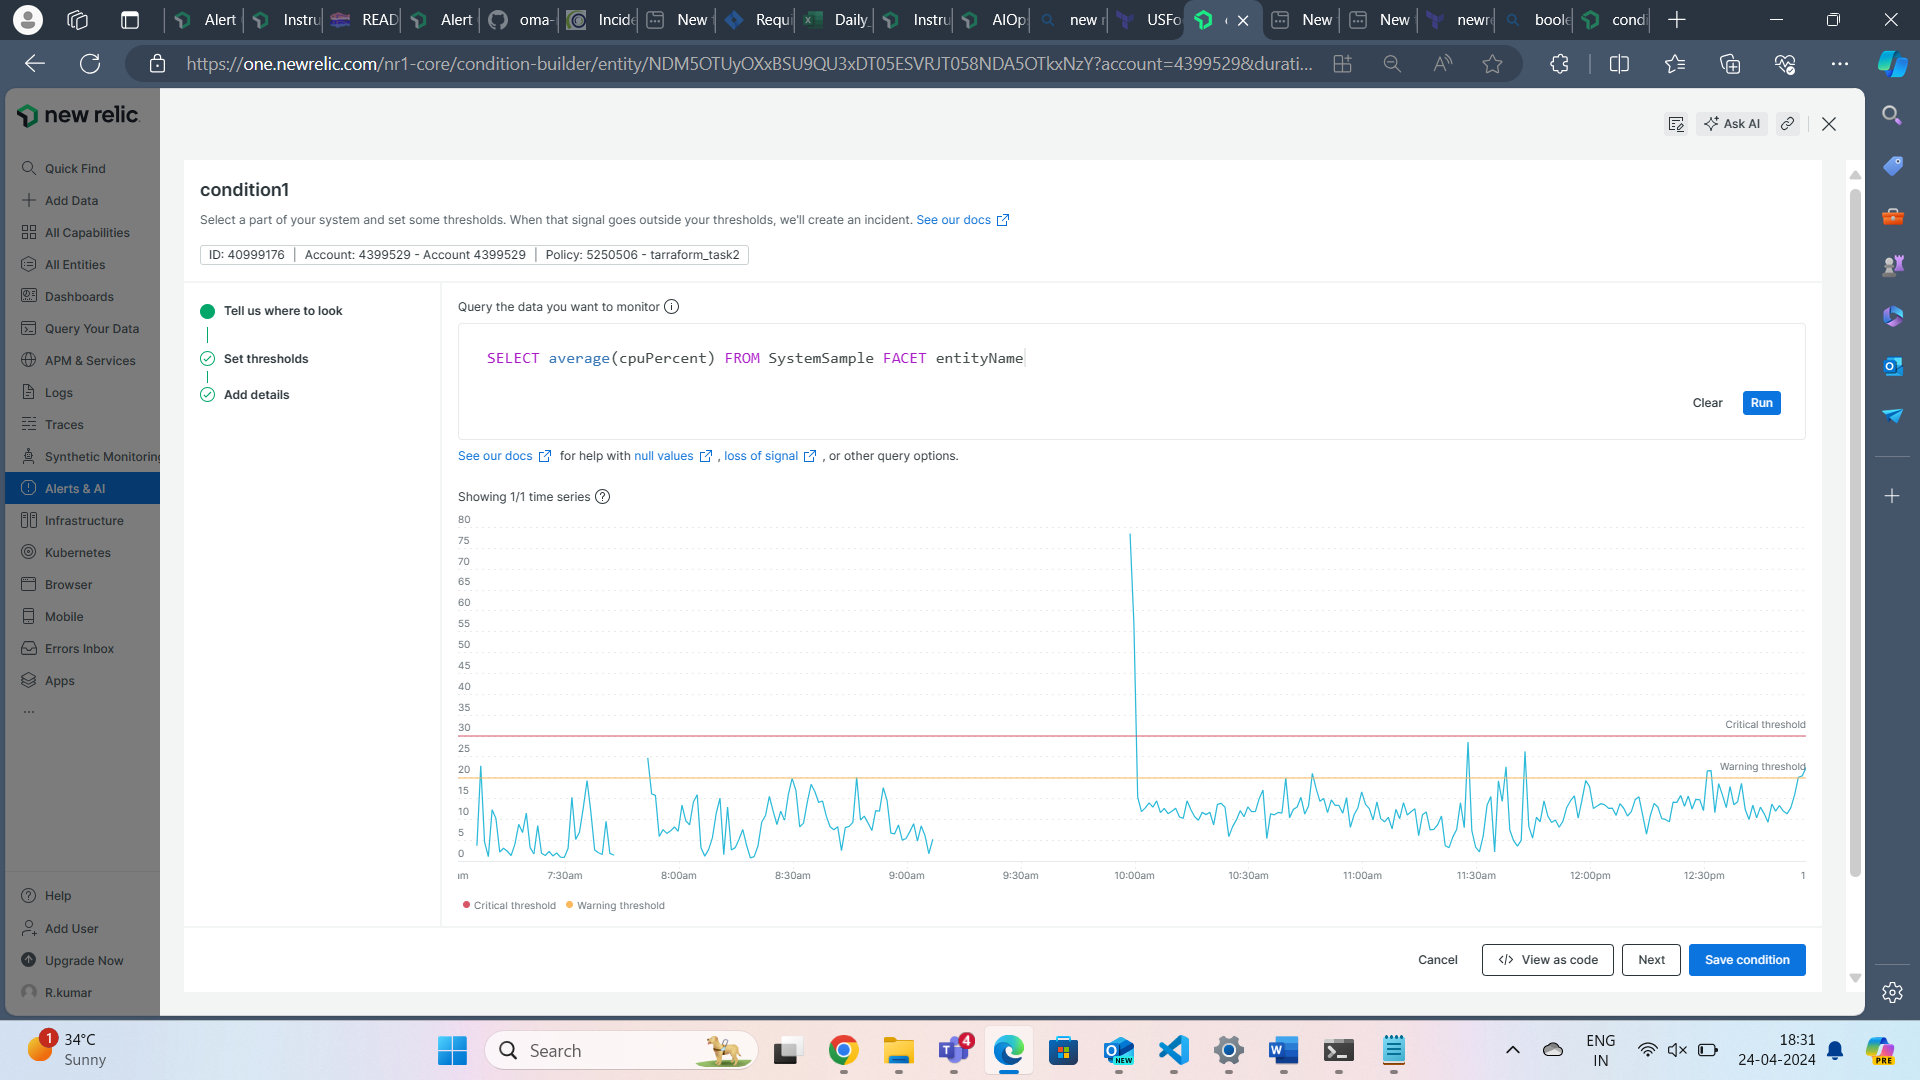 Alert
Instru
READ
Alert
oma-
Incide
New
Requi
Daily_
Instru
AIOp
new r
USFo
New
New
newre
boole
condi
https://one.newrelic.com/nr1-core/condition-builder/entity/NDM5OTUyOXxBSU9QU3xDT05ESVRJT058NDA5OTkxNzY?account=4399529&durati...
new relic
Ask AI
Quick Find
Add Data
All Capabilities
All Entities
Dashboards
Query Your Data
APM & Services
Logs
Traces
Synthetic Monitoring
Alerts & AI
Infrastructure
Kubernetes
Browser
Mobile
Errors Inbox
Apps
...
Help
Add User
Upgrade Now
R.kumar
condition1
Select a part of your system and set some thresholds. When that signal goes outside your thresholds, we'll create an incident. See our docs
ID: 40999176 | Account: 4399529 - Account 4399529 | Policy: 5250506 - tarraform_task2
Tell us where to look
Set thresholds
Add details
Query the data you want to monitor
SELECT average(cpuPercent) FROM SystemSample FACET entityName
Clear
Run
See our docs for help with null values , loss of signal , or other query options.
Showing 1/1 time series
80
75
70
65
60
55
50
45
40
35
30
25
20
15
10
5
0
Critical threshold
Warning threshold
7:30am
8:00am
8:30am
9:00am
9:30am
10:00am
10:30am
11:00am
11:30am
12:00pm
12:30pm
1
Critical threshold
Warning threshold
Cancel
</> View as code
Next
Save condition
1
34°C
Sunny
Search
4
NEW
ENG
IN
18:31
24-04-2024
PRE